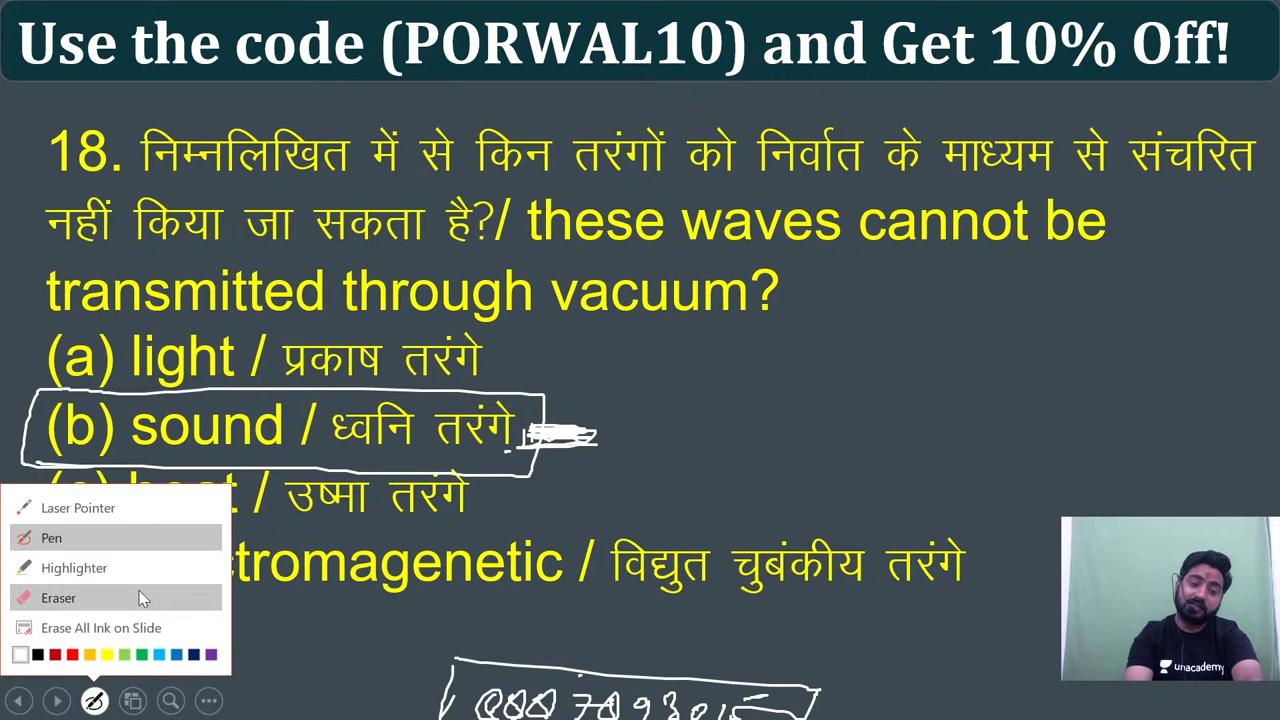 Use the code (PORWAL10) and Get 10% Off!
18. निम्नलिखित में से किन तरंगों को निर्वात के माध्यम से संचरित
नहीं किया जा सकता है?/ these waves cannot be
transmitted through vacuum?
(a) light / प्रकाष तरंगे
(b) sound / ध्वनि तरंगे
/ उष्मा तरंगे
ctromagenetic / विद्युत चुबंकीय तरंगे
Laser Pointer
Pen
Highlighter
Eraser
Erase All Ink on Slide
unacademy